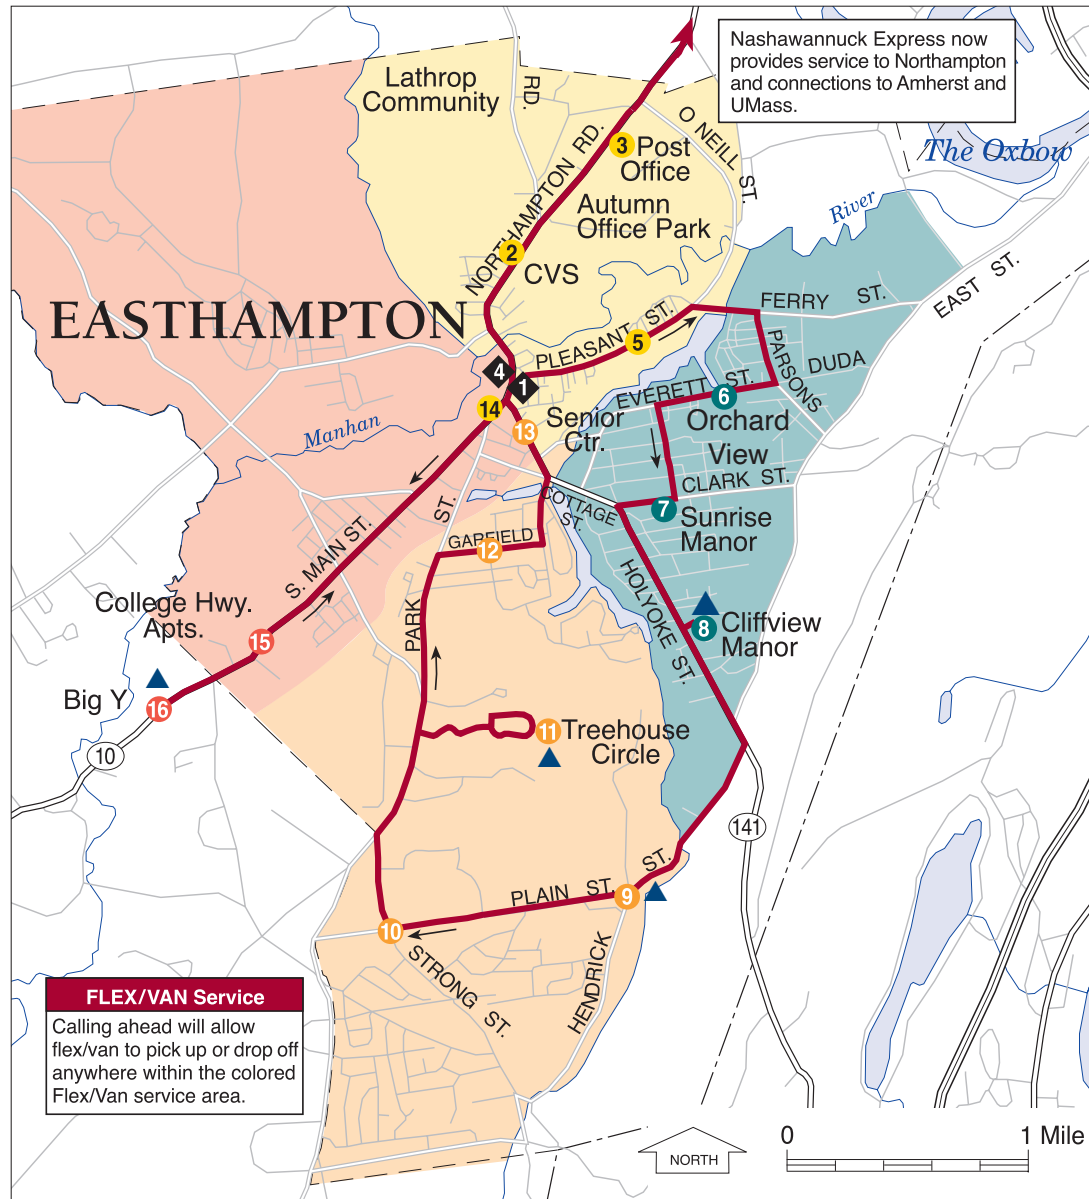 Nashawannuck Express now
provides service to Northampton
and connections to Amherst and
UMass.
Lathrop
Community
RD.
NORTHAMPTON RD.
O NEILL ST.
3
Post
Office
The Oxbow
Autumn
Office Park
River
2
CVS
EASTHAMPTON
FERRY ST.
EAST ST.
PLEASANT ST.
5
PARSONS
DUDA
4
1
EVERETT ST.
6
14
13
Senior
Ctr.
Orchard
View
Manhan
CLARK ST.
COTTAGE
ST.
7
Sunrise
Manor
ST.
GARFIELD
12
S. MAIN ST.
HOLYOKE ST.
College Hwy.
Apts.
PARK
15
8
Cliffview
Manor
Big Y
16
11
Treehouse
Circle
10
141
PLAIN ST.
ST.
9
10
STRONG ST.
HENDRICK
FLEX/VAN Service
Calling ahead will allow
flex/van to pick up or drop off
anywhere within the colored
Flex/Van service area.
NORTH
0
1 Mile